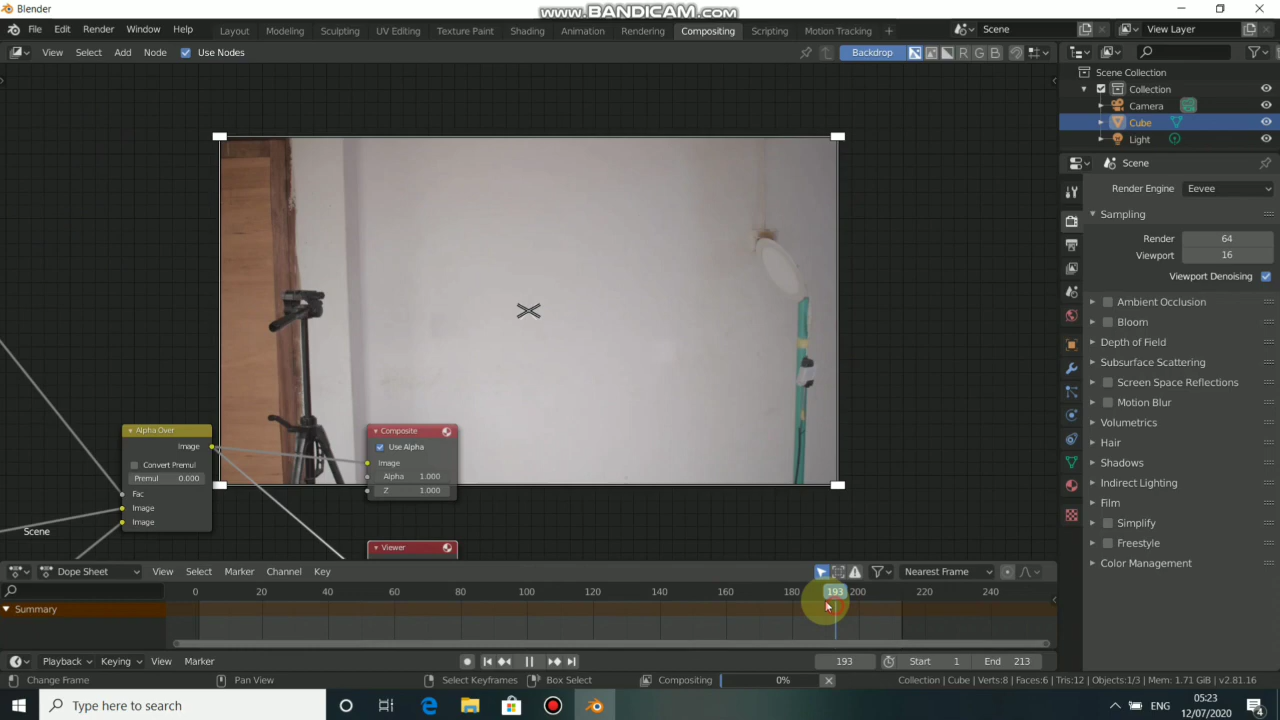 Blender
www.BANDICAM.com
File Edit Render Window Help Layout Modeling Sculpting UV Editing Texture Paint Shading Animation Rendering Compositing Scripting Motion Tracking + Scene View Layer
View Select Add Node Use Nodes Backdrop R G B
Scene Collection
Collection
Camera
Cube
Light
Scene
Render Engine Eevee
Sampling
Render 64
Viewport 16
Viewport Denoising
Ambient Occlusion
Bloom
Depth of Field
Subsurface Scattering
Screen Space Reflections
Motion Blur
Volumetrics
Hair
Shadows
Indirect Lighting
Film
Simplify
Freestyle
Color Management
Alpha Over
Image
Convert Premul
Premul 0.000
Fac
Image
Image
Composite
Use Alpha
Image
Alpha 1.000
Z 1.000
Viewer
Scene
Dope Sheet View Select Marker Channel Key Nearest Frame
0 20 40 60 80 100 120 140 160 180 193 200 220 240
Summary
Playback Keying View Marker 193 Start 1 End 213
Change Frame Pan View Select Keyframes Box Select Compositing 0% Collection | Cube | Verts:8 | Faces:6 | Tris:12 | Objects:1/3 | Mem: 1.71 GiB | v2.81.16
Type here to search
ENG
05:23
12/07/2020
4